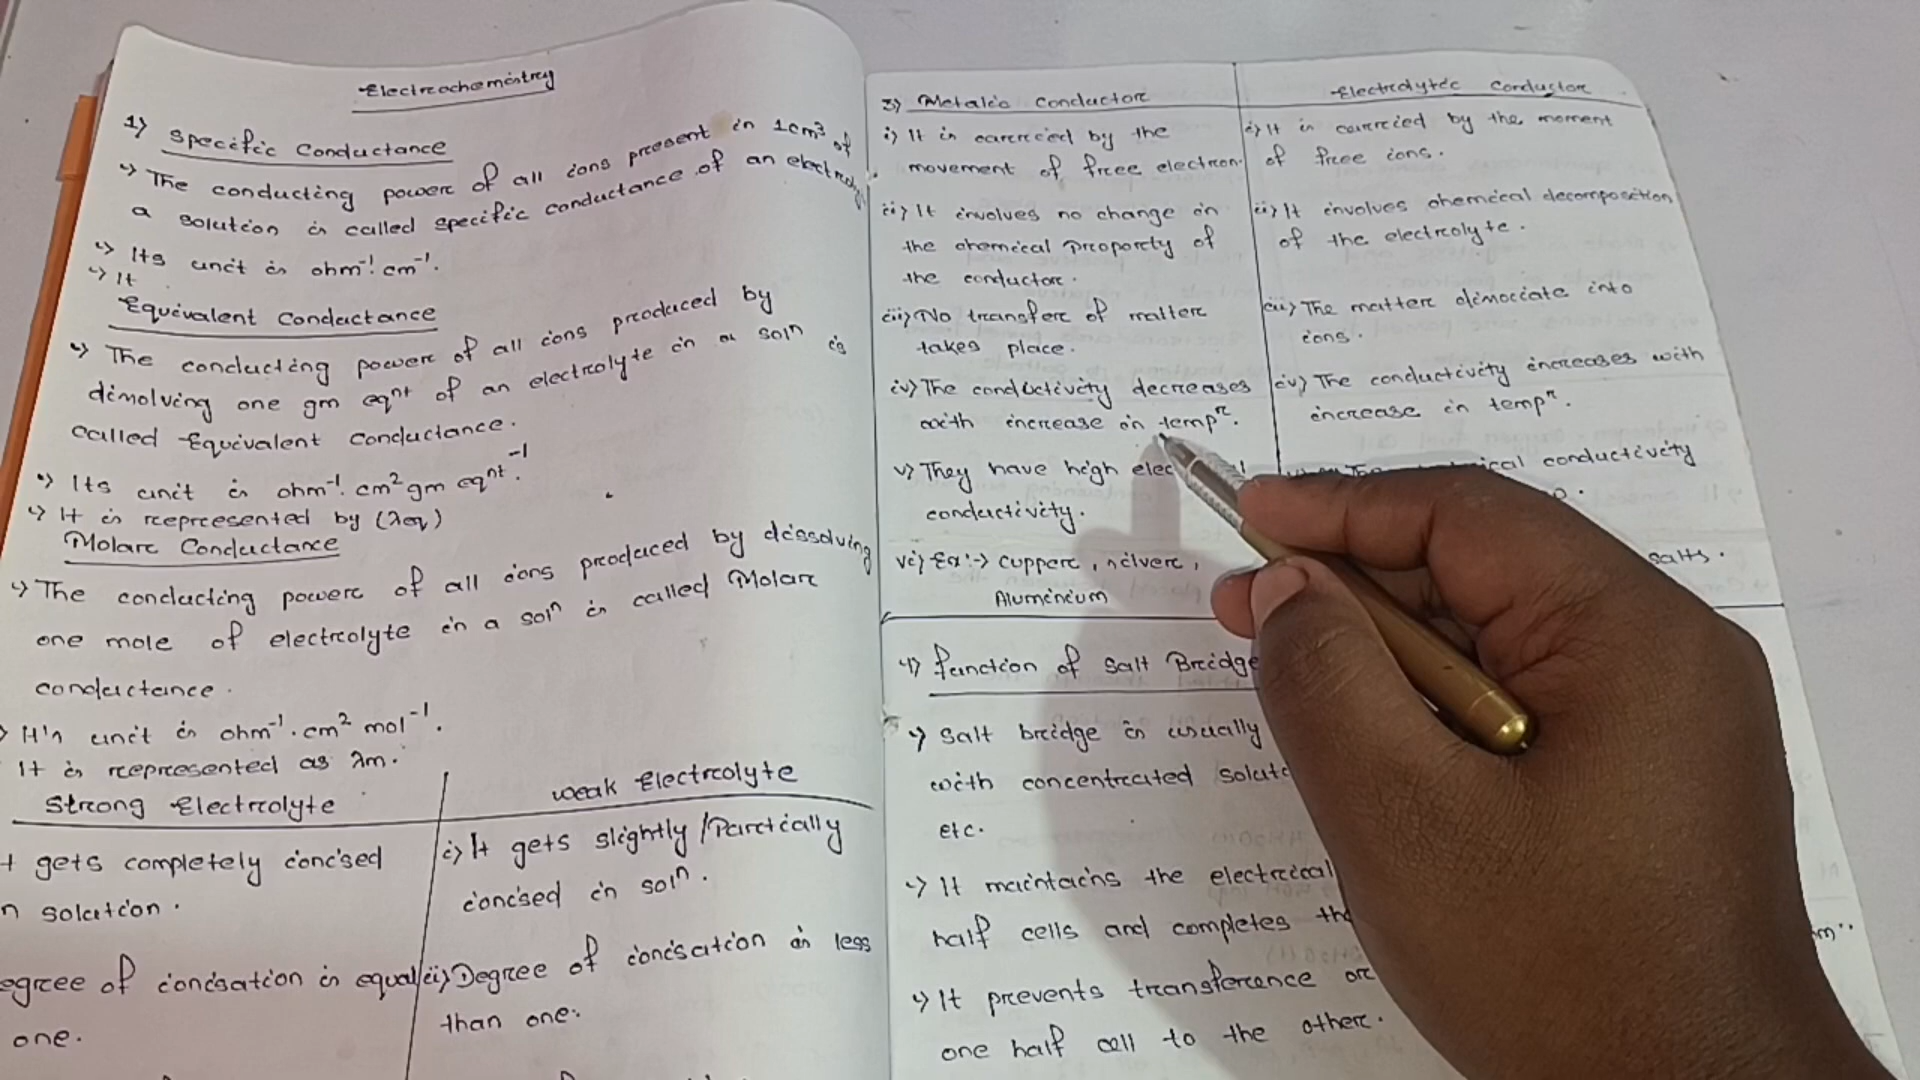 Electrochemistry
1) Specific Conductance
↳ The conducting power of all ions present in 1cm³ of
a solution is called specific conductance of an
↳ Its unit is ohm⁻¹.cm⁻¹.
↳ It
Equivalent Conductance
↳ The conducting power of all ions produced by
dissolving one gm eqnt of an electrolyte in a solⁿ is
called Equivalent Conductance.
↳ Its unit is ohm⁻¹.cm² gm eqnt⁻¹.
↳ It is represented by (λeq)
Molar Conductance
↳ The conducting power of all ions produced by dissolving
one mole of electrolyte in a solⁿ is called Molar
conductance.
It's unit is ohm⁻¹.cm² mol⁻¹.
It is represented as λm.
Strong Electrolyte
weak Electrolyte
gets completely ionised
solution.
i) It gets slightly/Partially
ionised in solⁿ.
of ionisation is equal
one.
ii) Degree of ionisation is less
than one.
3) Metalic Conductor
Electrolytic Conductor
i) It is carried by the
movement of free electron.
i) It is carried by the moment
of free ions.
ii) It involves no change in
the chemical Proporty of
the conductor.
ii) It involves chemical decomposition
of the electrolyte.
iii) No transfer of matter
takes place.
iii) The matter dissociate into
ions.
iv) The conductivity decreases
with increase in tempʳ.
iv) The conductivity increases with
increase in tempʳ.
v) They have high
conductivity.
conductivity
vi) Ex:-> Cupper, silver,
Aluminium
salts.
4) function of Salt Bridge
↳ Salt bridge is usually
with concentrated
etc.
↳ It maintains the electrical
half cells and completes
↳ It prevents transference or
one half cell to the other.